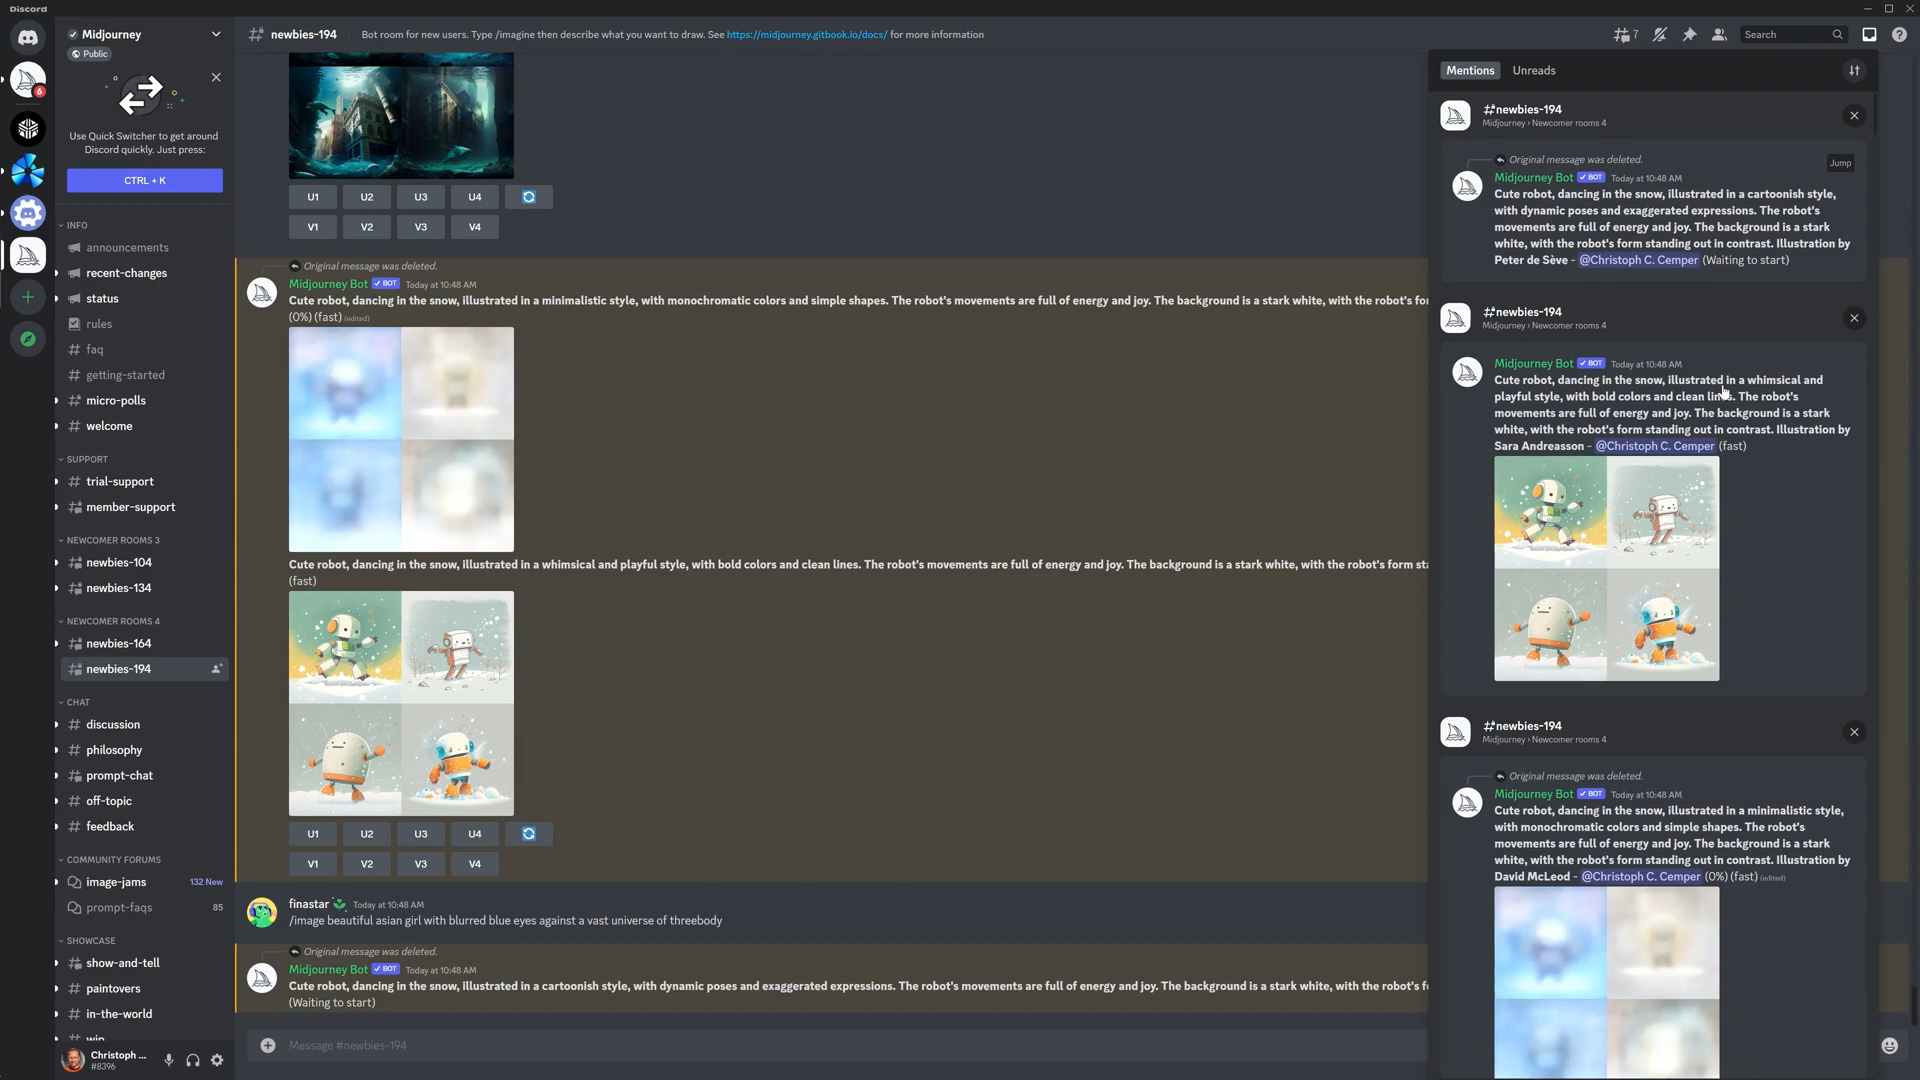 Discord
Midjourney
Public
Use Quick Switcher to get around
Discord quickly. Just press:
CTRL + K
INFO
announcements
recent-changes
status
rules
faq
getting-started
micro-polls
welcome
SUPPORT
trial-support
member-support
NEWCOMER ROOMS 3
newbies-104
newbies-134
NEWCOMER ROOMS 4
newbies-164
newbies-194
CHAT
discussion
philosophy
prompt-chat
off-topic
feedback
COMMUNITY FORUMS
image-jams 132 New
prompt-faqs 85
SHOWCASE
show-and-tell
paintovers
in-the-world
wip
Christoph ...
#8396
6
newbies-194 Bot room for new users. Type /imagine then describe what you want to draw. See https://midjourney.gitbook.io/docs/ for more information
7
Search
U1 U2 U3 U4
V1 V2 V3 V4
Original message was deleted.
Midjourney Bot BOT Today at 10:48 AM
Cute robot, dancing in the snow, illustrated in a minimalistic style, with monochromatic colors and simple shapes. The robot's movements are full of energy and joy. The background is a stark white, with the robot's for
(0%) (fast) (edited)
Cute robot, dancing in the snow, illustrated in a whimsical and playful style, with bold colors and clean lines. The robot's movements are full of energy and joy. The background is a stark white, with the robot's form sta
(fast)
U1 U2 U3 U4
V1 V2 V3 V4
finastar Today at 10:48 AM
/image beautiful asian girl with blurred blue eyes against a vast universe of threebody
Original message was deleted.
Midjourney Bot BOT Today at 10:48 AM
Cute robot, dancing in the snow, illustrated in a cartoonish style, with dynamic poses and exaggerated expressions. The robot's movements are full of energy and joy. The background is a stark white, with the robot's f
(Waiting to start)
Message #newbies-194
Mentions Unreads
#newbies-194
Midjourney › Newcomer rooms 4
Original message was deleted.
Jump
Midjourney Bot BOT Today at 10:48 AM
Cute robot, dancing in the snow, illustrated in a cartoonish style,
with dynamic poses and exaggerated expressions. The robot's
movements are full of energy and joy. The background is a stark
white, with the robot's form standing out in contrast. Illustration by
Peter de Sève - @Christoph C. Cemper (Waiting to start)
#newbies-194
Midjourney › Newcomer rooms 4
Midjourney Bot BOT Today at 10:48 AM
Cute robot, dancing in the snow, illustrated in a whimsical and
playful style, with bold colors and clean lines. The robot's
movements are full of energy and joy. The background is a stark
white, with the robot's form standing out in contrast. Illustration by
Sara Andreasson - @Christoph C. Cemper (fast)
#newbies-194
Midjourney › Newcomer rooms 4
Original message was deleted.
Midjourney Bot BOT Today at 10:48 AM
Cute robot, dancing in the snow, illustrated in a minimalistic style,
with monochromatic colors and simple shapes. The robot's
movements are full of energy and joy. The background is a stark
white, with the robot's form standing out in contrast. Illustration by
David McLeod - @Christoph C. Cemper (0%) (fast) (edited)